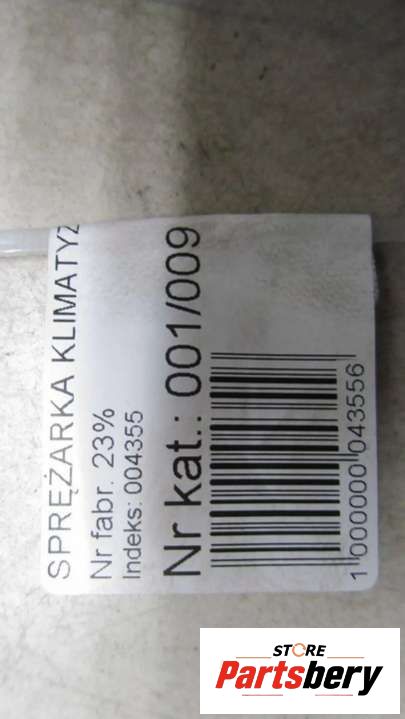 SPRĘŻARKA KLIMATYZ
Nr fabr. 23%
Indeks: 004355
Nr kat.: 001/009
1000000043556
STORE
Partsbery